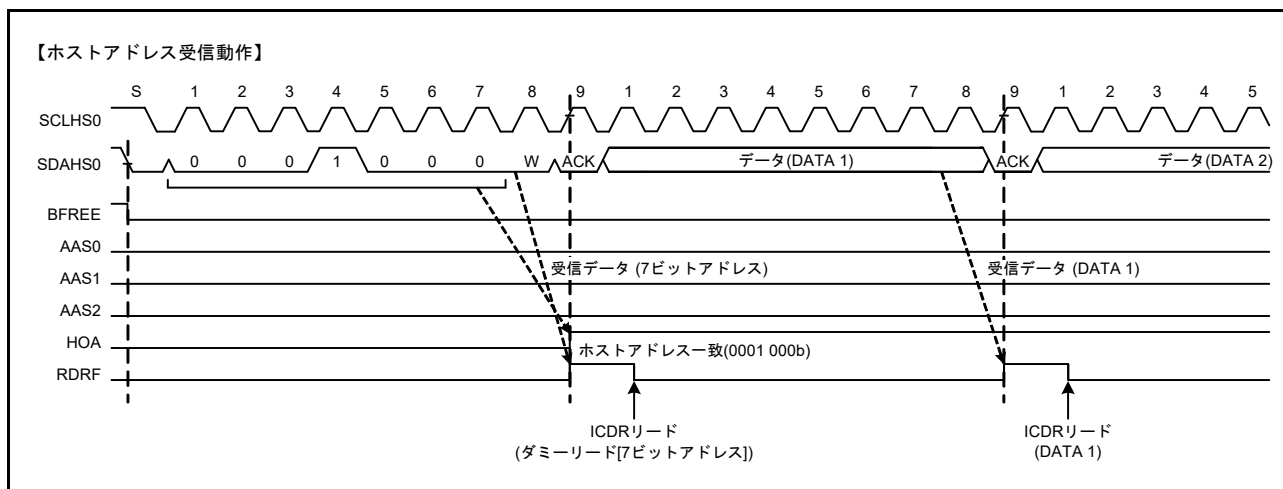 【ホストアドレス受信動作】
S 1 2 3 4 5 6 7 8 9 1 2 3 4 5 6 7 8 9 1 2 3 4 5
SCLHS0
SDAHS0 0 0 0 1 0 0 0 W ACK データ(DATA 1) ACK データ(DATA 2)
BFREE
AAS0
AAS1 受信データ (7ビットアドレス) 受信データ (DATA 1)
AAS2
HOA ホストアドレス一致(0001 000b)
RDRF
ICDRリード ICDRリード
(ダミーリード[7ビットアドレス]) (DATA 1)